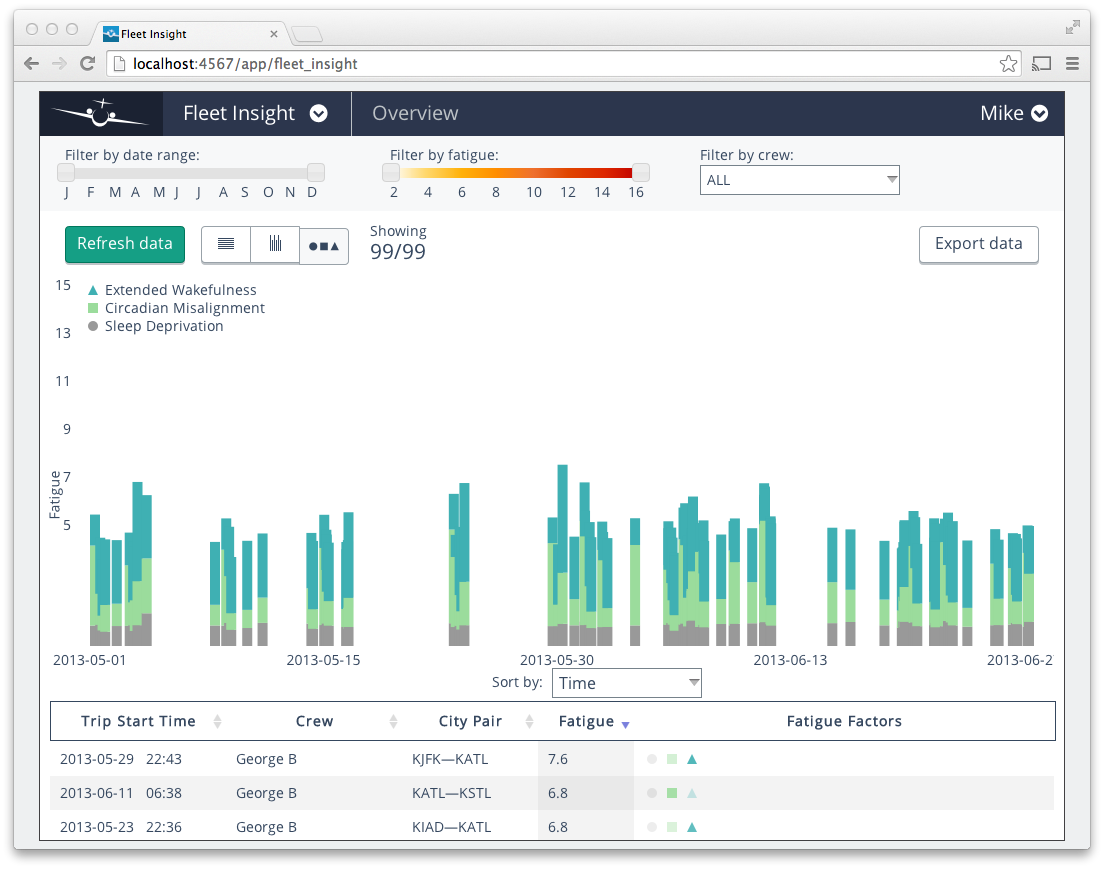 Fleet Insight
localhost:4567/app/fleet_insight
Fleet Insight Overview Mike
Filter by date range: Filter by fatigue: Filter by crew:
ALL
J F M A M J J A S O N D 2 4 6 8 10 12 14 16
Refresh data Showing Export data
99/99
15
Extended Wakefulness
Circadian Misalignment
Sleep Deprivation
13
11
9
7
5
Fatigue
2013-05-01 2013-05-15 2013-05-30 2013-06-13 2013-06-2
Sort by: Time
Trip Start Time Crew City Pair Fatigue Fatigue Factors
2013-05-29 22:43 George B KJFK—KATL 7.6
2013-06-11 06:38 George B KATL—KSTL 6.8
2013-05-23 22:36 George B KIAD—KATL 6.8